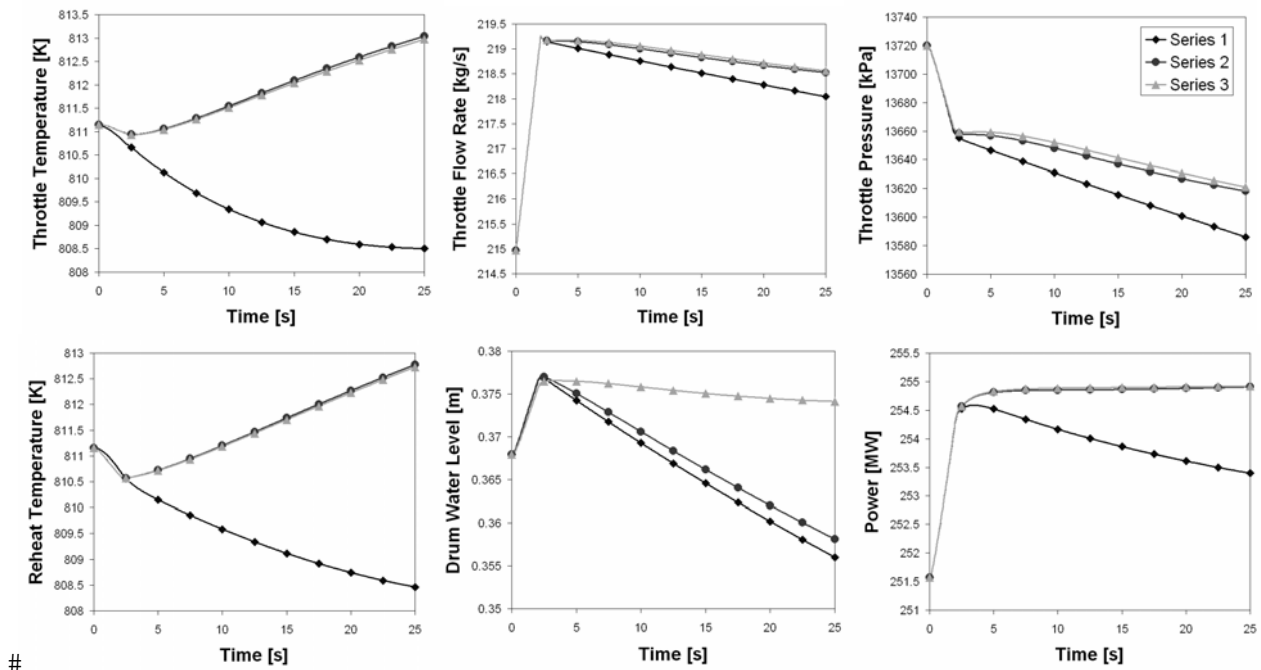 Throttle Temperature [K]
813.5
813
812.5
812
811.5
811
810.5
810
809.5
809
808.5
808
0 5 10 15 20 25
Time [s]
Throttle Flow Rate [kg/s]
219.5
219
218.5
218
217.5
217
216.5
216
215.5
215
214.5
0 5 10 15 20 25
Time [s]
Throttle Pressure [kPa]
13740
13720
13700
13680
13660
13640
13620
13600
13580
13560
0 5 10 15 20 25
Time [s]
Series 1
Series 2
Series 3
Reheat Temperature [K]
813
812.5
812
811.5
811
810.5
810
809.5
809
808.5
808
0 5 10 15 20 25
Time [s]
Drum Water Level [m]
0.38
0.375
0.37
0.365
0.36
0.355
0.35
0 5 10 15 20 25
Time [s]
Power [MW]
255.5
255
254.5
254
253.5
253
252.5
252
251.5
251
0 5 10 15 20 25
Time [s]
#